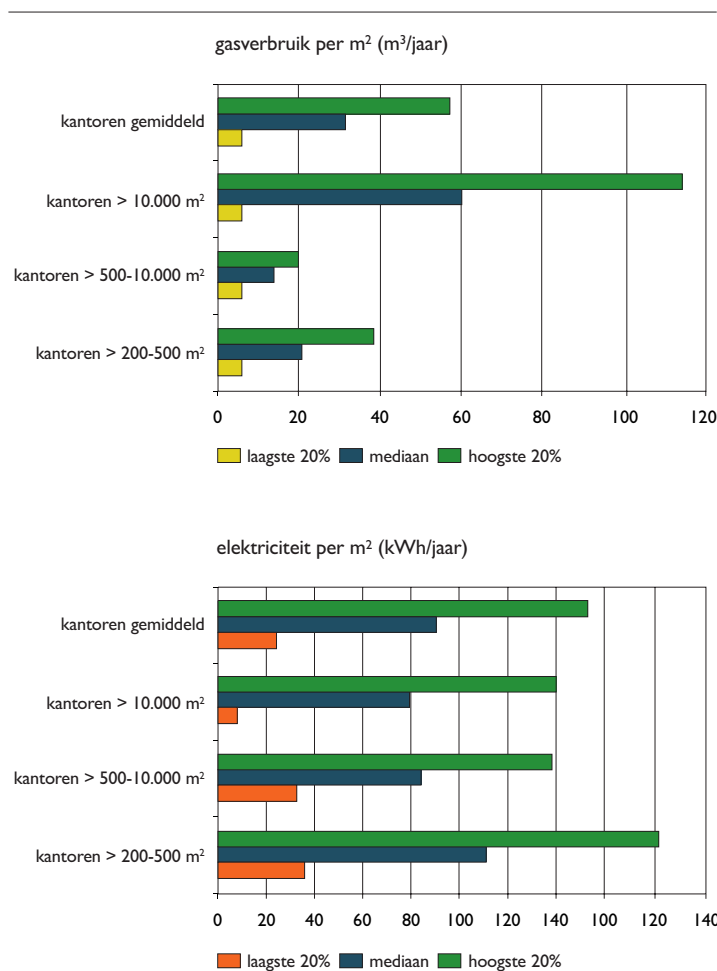 gasverbruik per m² (m³/jaar)
kantoren gemiddeld
kantoren > 10.000 m²
kantoren > 500-10.000 m²
kantoren > 200-500 m²
0 20 40 60 80 100 120
laagste 20% mediaan hoogste 20%
elektriciteit per m² (kWh/jaar)
kantoren gemiddeld
kantoren > 10.000 m²
kantoren > 500-10.000 m²
kantoren > 200-500 m²
0 20 40 60 80 100 120 140 100 120 140
laagste 20% mediaan hoogste 20%